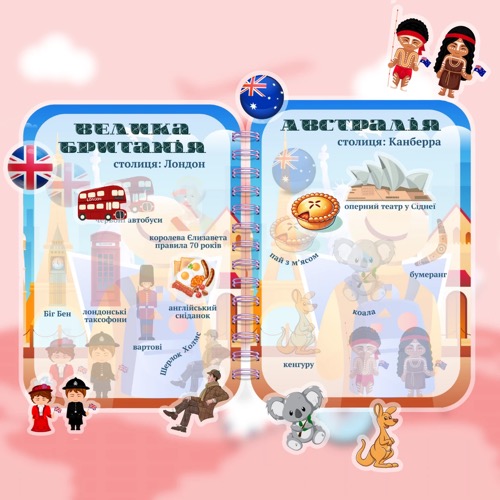 ВЕЛИКА
БРИТАНІЯ
столиця: Лондон
LONDON
автобуси
королева Єлизавета
правила 70 років
Біг Бен
лондонські
таксофони
англійський
сніданок
вартові
Шерлок Холмс
АВСТРАЛІЯ
столиця: Канберра
оперний театр у Сіднеї
пай з м'ясом
бумеранг
коала
кенгуру